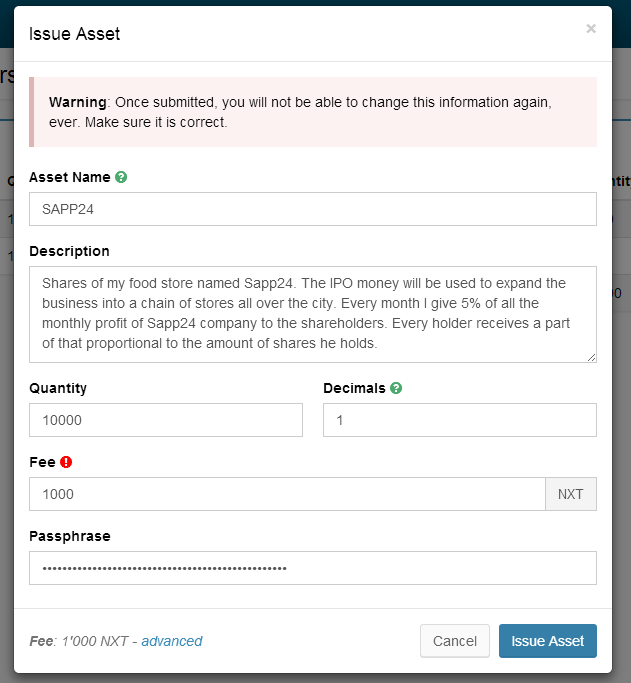 Issue Asset ×
Warning: Once submitted, you will not be able to change this information again,
ever. Make sure it is correct.
Asset Name ?
SAPP24
Description
Shares of my food store named Sapp24. The IPO money will be used to expand the
business into a chain of stores all over the city. Every month I give 5% of all the
monthly profit of Sapp24 company to the shareholders. Every holder receives a part
of that proportional to the amount of shares he holds.
Quantity Decimals ?
10000 1
Fee !
1000 NXT
Passphrase
Fee: 1'000 NXT - advanced Cancel Issue Asset